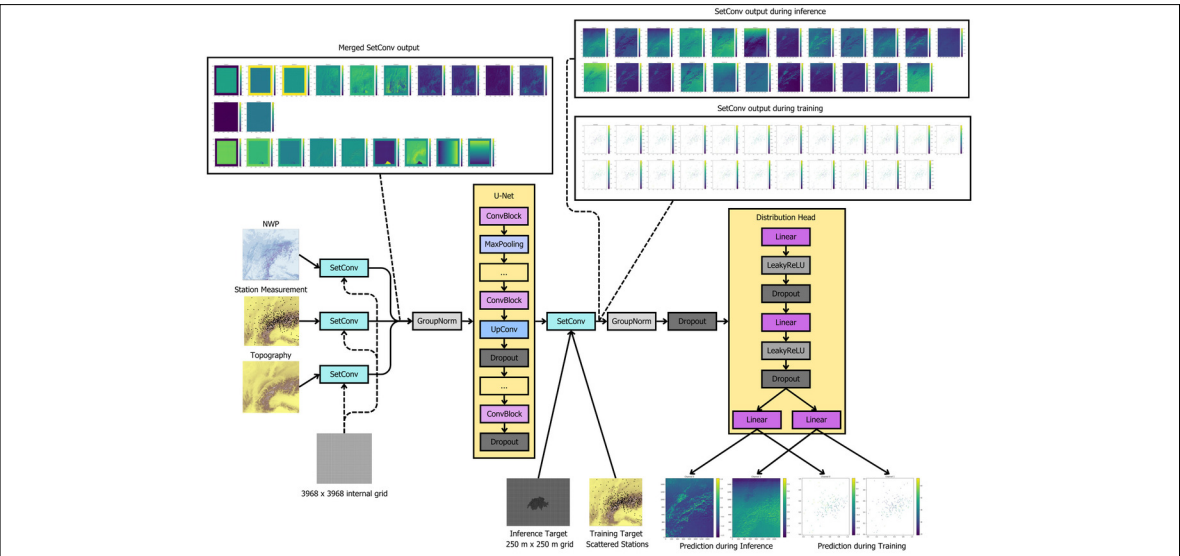 SetConv output during inference
Merged SetConv output
SetConv output during training
U-Net
ConvBlock
MaxPooling
...
ConvBlock
UpConv
Dropout
...
ConvBlock
Dropout
Distribution Head
Linear
LeakyReLU
Dropout
Linear
LeakyReLU
Dropout
Linear
Linear
NWP
SetConv
Station Measurement
SetConv
Topography
SetConv
GroupNorm
SetConv
GroupNorm
Dropout
3968 x 3968 internal grid
Inference Target
250 m x 250 m grid
Training Target
Scattered Stations
Prediction during Inference
Prediction during Training